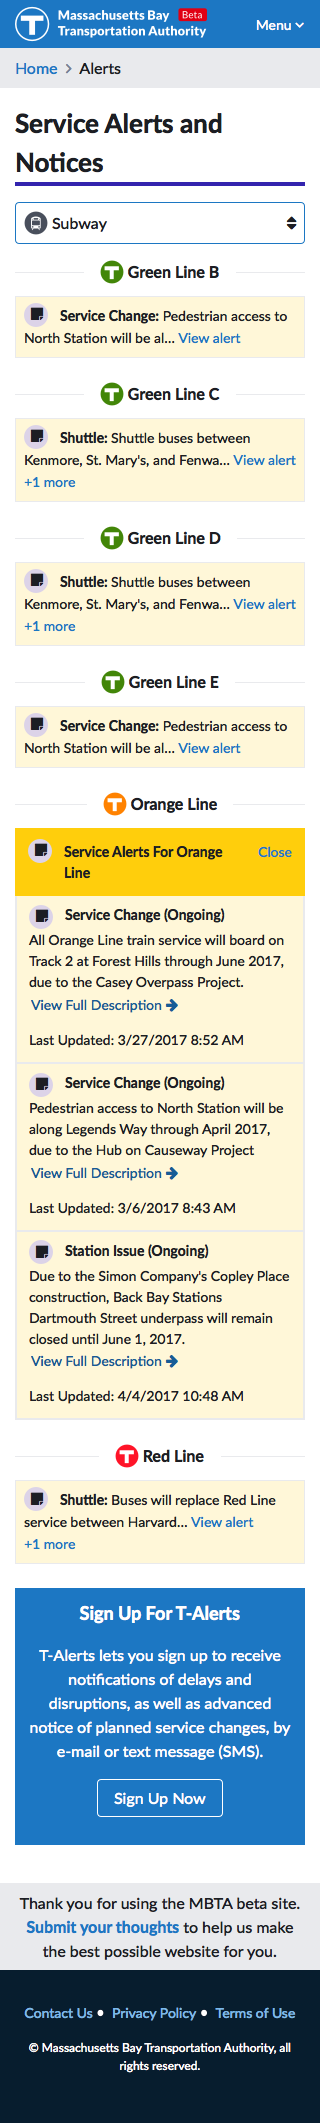 Massachusetts Bay Beta
Transportation Authority
Menu
Home > Alerts
Service Alerts and
Notices
Subway
T Green Line B
Service Change: Pedestrian access to
North Station will be al... View alert
T Green Line C
Shuttle: Shuttle buses between
Kenmore, St. Mary's, and Fenwa... View alert
+1 more
T Green Line D
Shuttle: Shuttle buses between
Kenmore, St. Mary's, and Fenwa... View alert
+1 more
T Green Line E
Service Change: Pedestrian access to
North Station will be al... View alert
T Orange Line
Service Alerts For Orange
Line
Close
Service Change (Ongoing)
All Orange Line train service will board on
Track 2 at Forest Hills through June 2017,
due to the Casey Overpass Project.
View Full Description →
Last Updated: 3/27/2017 8:52 AM
Service Change (Ongoing)
Pedestrian access to North Station will be
along Legends Way through April 2017,
due to the Hub on Causeway Project
View Full Description →
Last Updated: 3/6/2017 8:43 AM
Station Issue (Ongoing)
Due to the Simon Company's Copley Place
construction, Back Bay Stations
Dartmouth Street underpass will remain
closed until June 1, 2017.
View Full Description →
Last Updated: 4/4/2017 10:48 AM
T Red Line
Shuttle: Buses will replace Red Line
service between Harvard... View alert
+1 more
Sign Up For T-Alerts
T-Alerts lets you sign up to receive
notifications of delays and
disruptions, as well as advanced
notice of planned service changes, by
e-mail or text message (SMS).
Sign Up Now
Thank you for using the MBTA beta site.
Submit your thoughts to help us make
the best possible website for you.
Contact Us • Privacy Policy • Terms of Use
© Massachusetts Bay Transportation Authority, all
rights reserved.